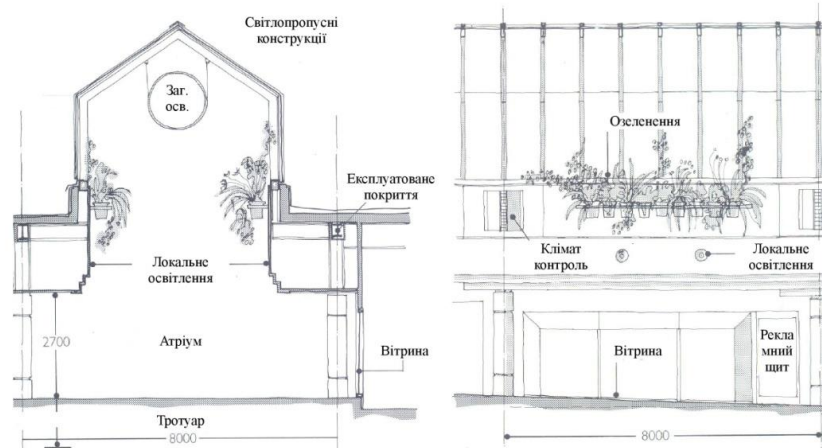 Світлопропусні
конструкції
Заг.
осв.
Експлуатоване
покриття
Локальне
освітлення
2700
Атріум
Вітрина
Тротуар
8000
Озеленення
Клімат
контроль
Локальне
освітлення
Вітрина
Рекла
мний
щит
8000